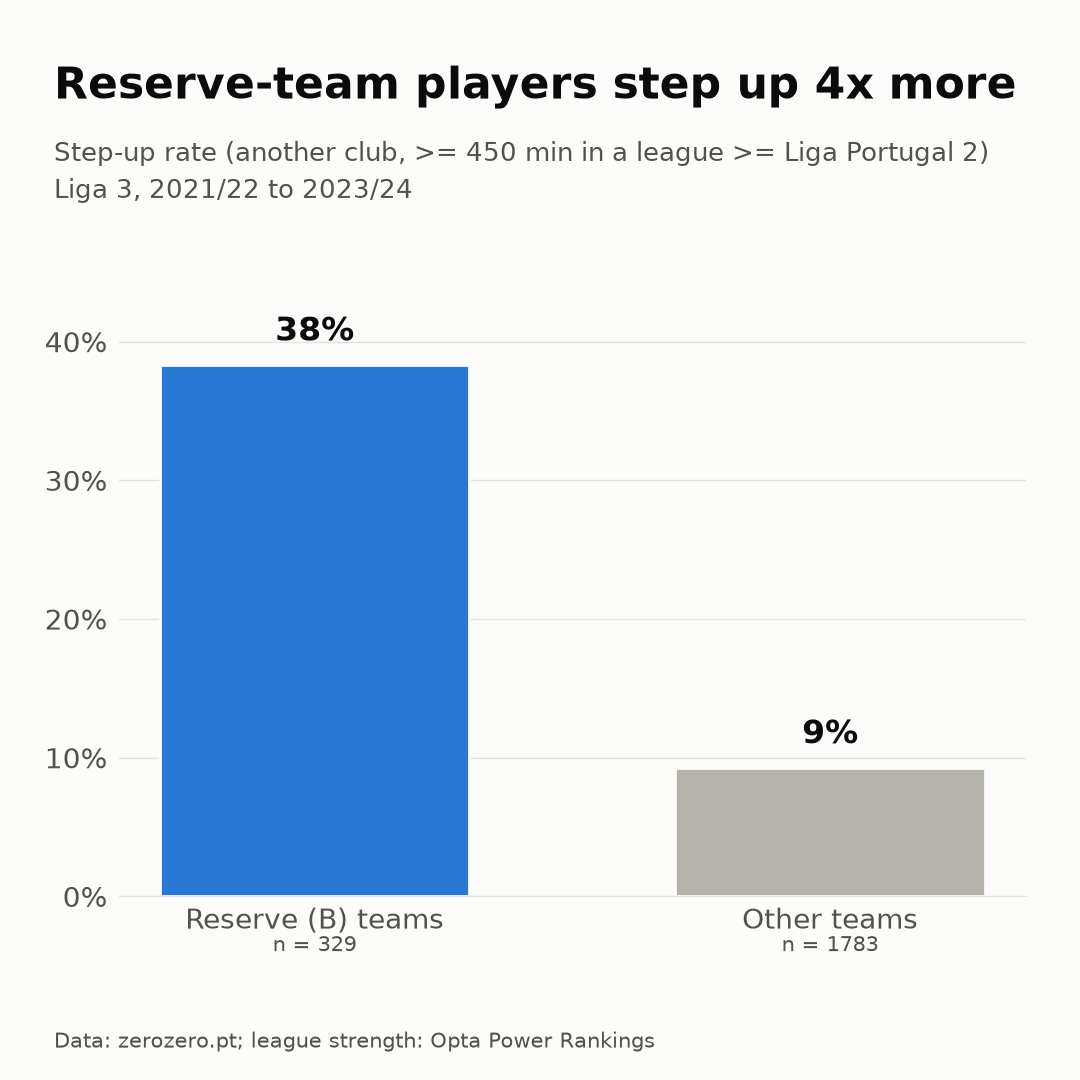 Reserve-team players step up 4x more
Step-up rate (another club, >= 450 min in a league >= Liga Portugal 2)
Liga 3, 2021/22 to 2023/24
38%
40%
30%
20%
9%
10%
0%
Reserve (B) teams
n = 329
Other teams
n = 1783
Data: zerozero.pt; league strength: Opta Power Rankings